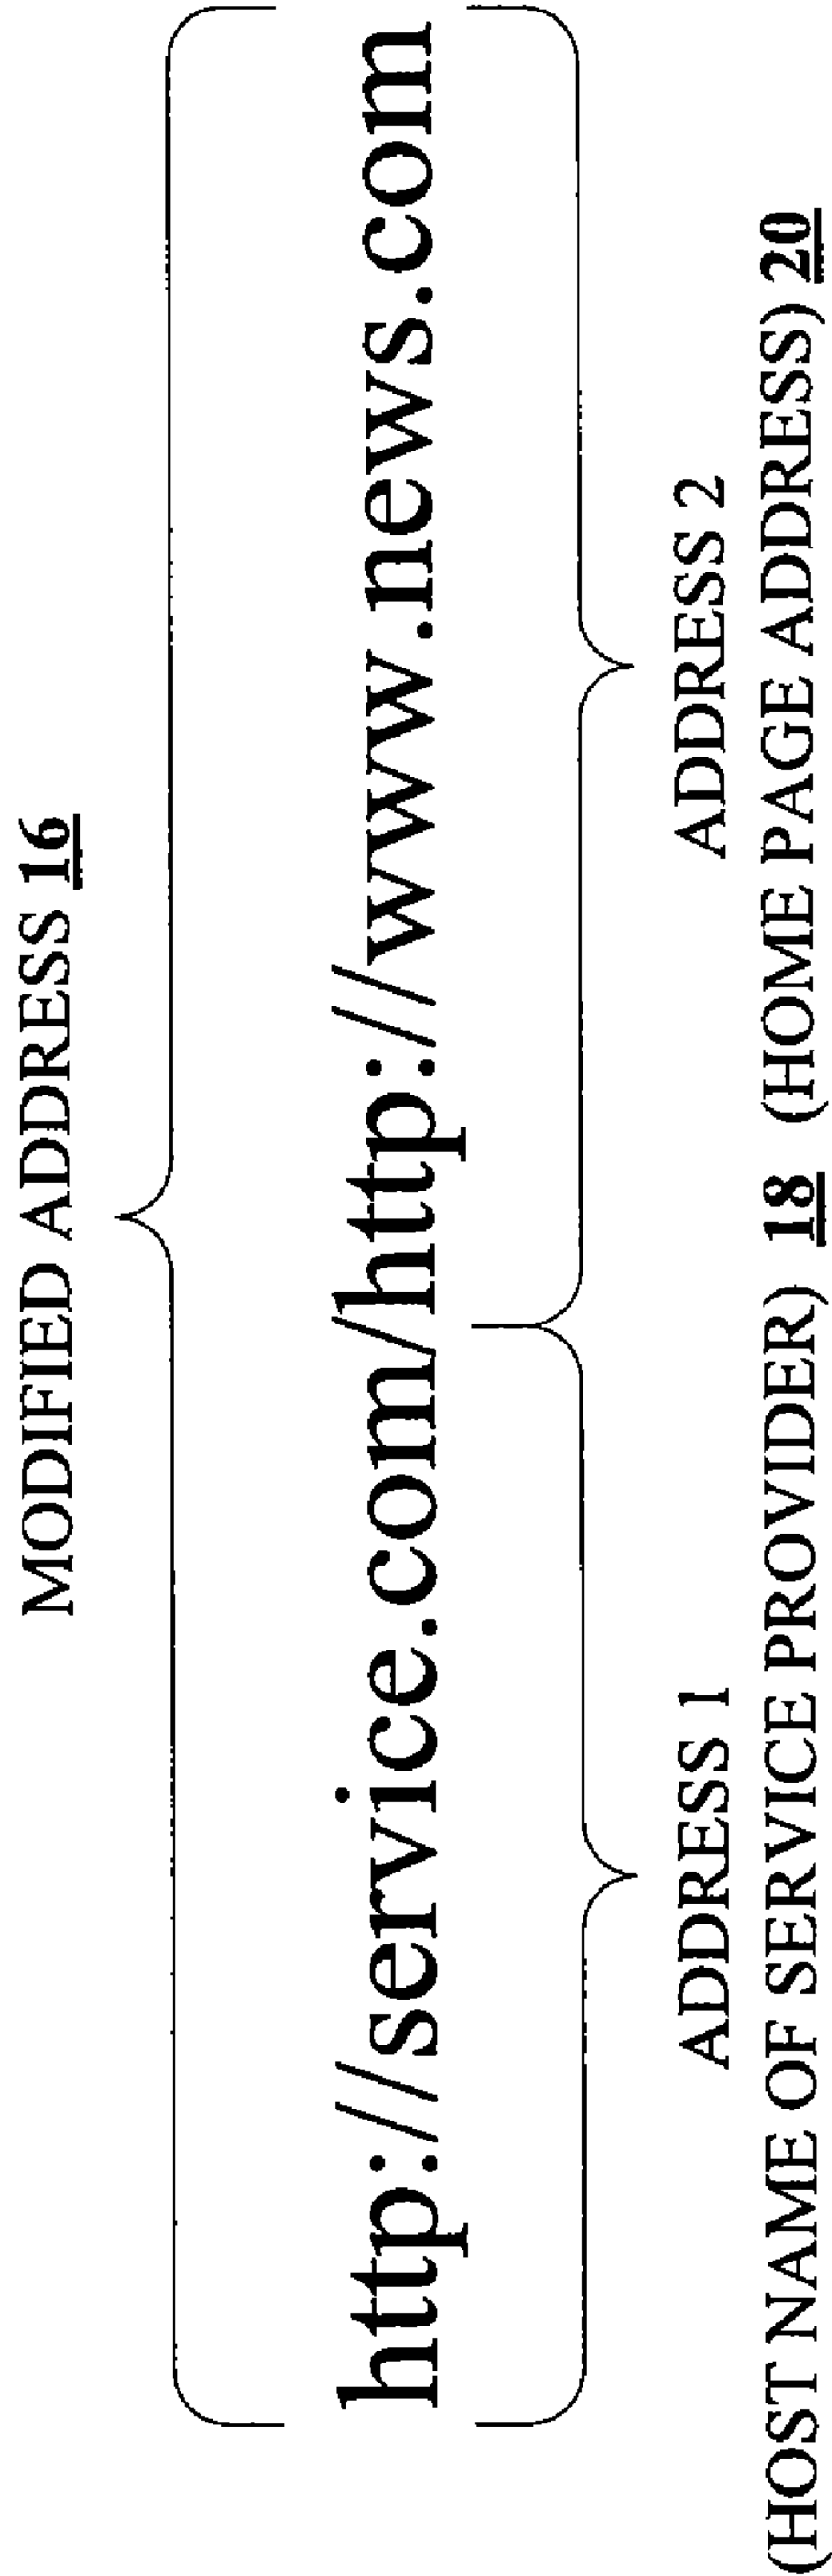 MODIFIED ADDRESS 16
http://service.com/http://www.news.com
ADDRESS 1 ADDRESS 2
(HOST NAME OF SERVICE PROVIDER) 18 (HOME PAGE ADDRESS) 20